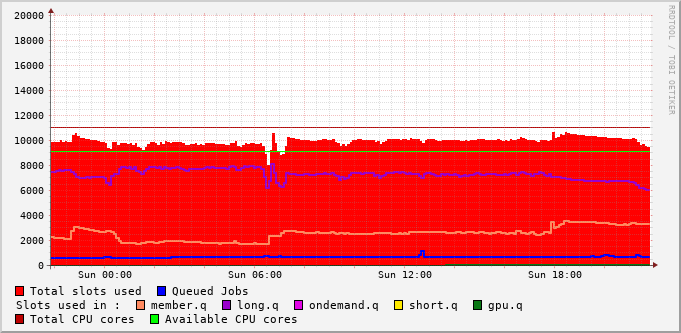 20000
18000
16000
14000
12000
10000
8000
6000
4000
2000
0
Sun 00:00 Sun 06:00 Sun 12:00 Sun 18:00
RRDTOOL / TOBI OETIKER
Total slots used Queued Jobs
Slots used in : member.q long.q ondemand.q short.q gpu.q
Total CPU cores Available CPU cores